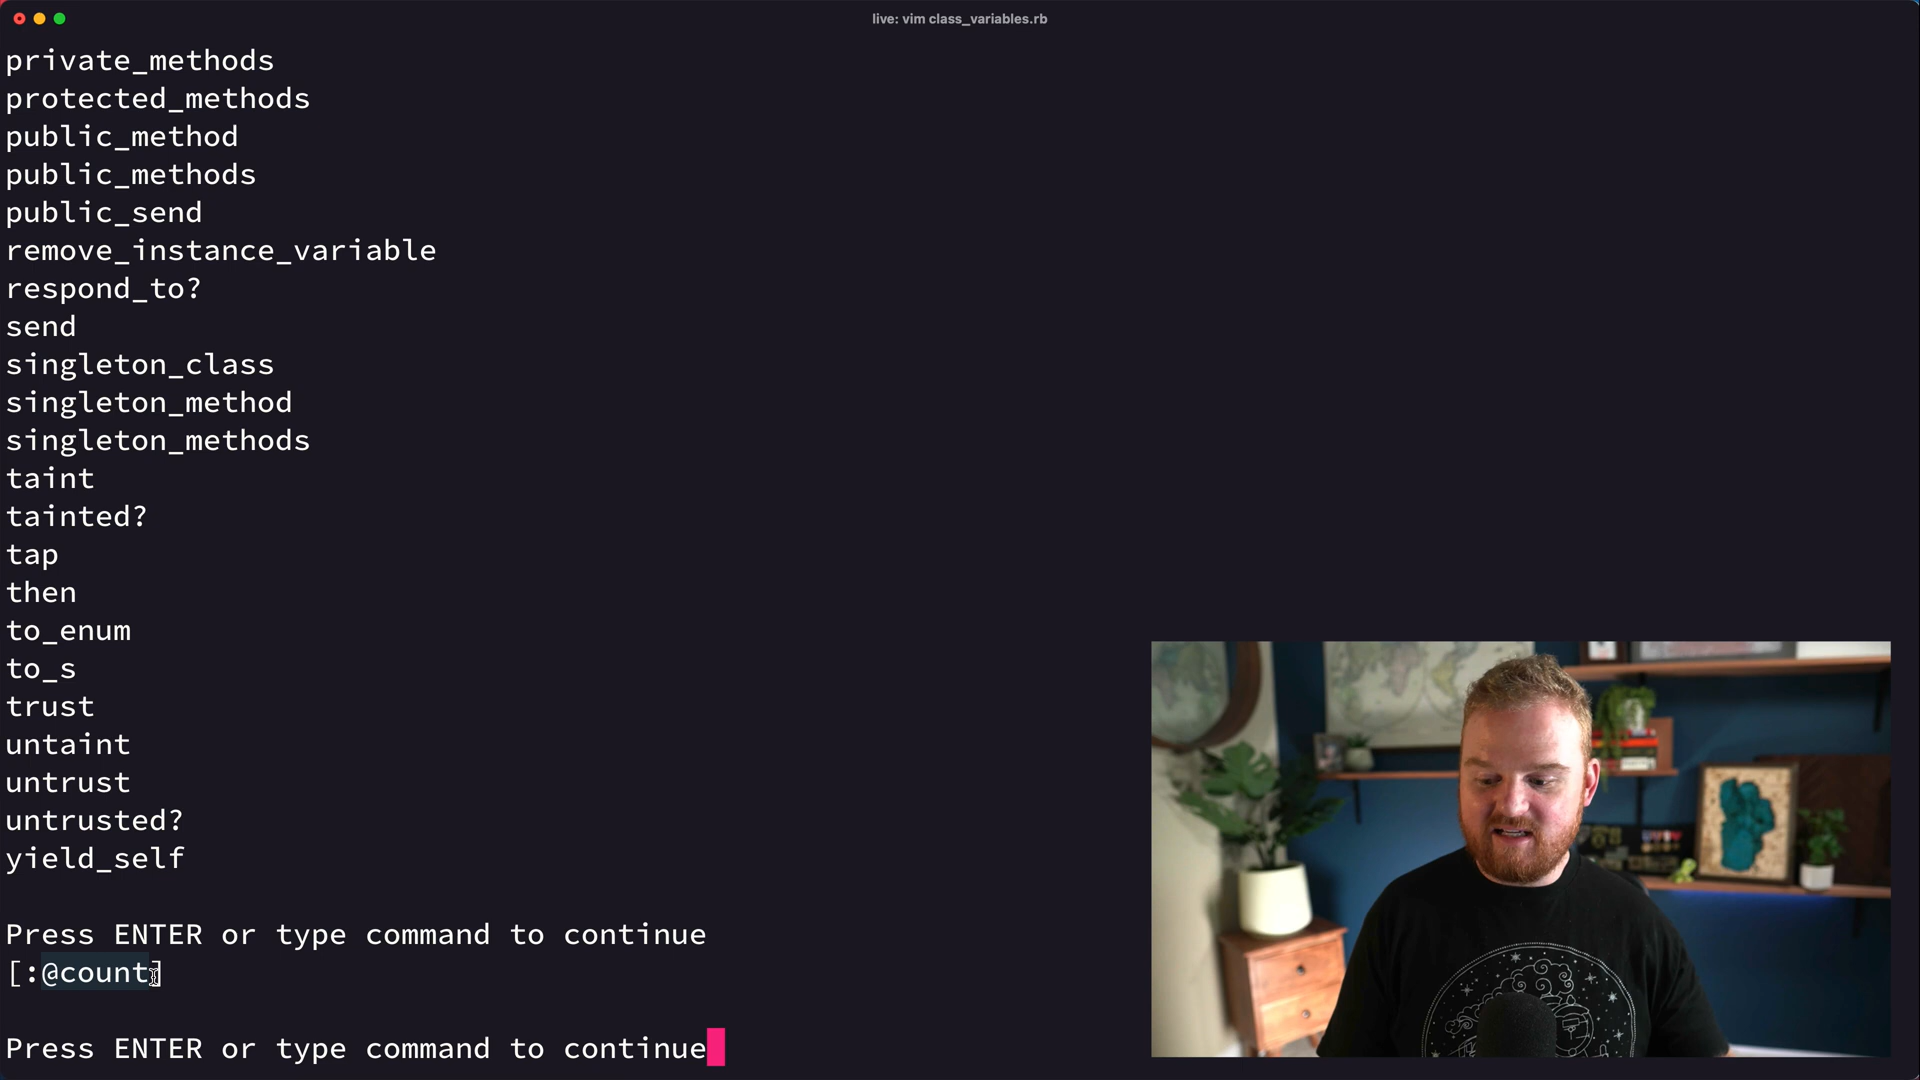 live: vim class_variables.rb
private_methods
protected_methods
public_method
public_methods
public_send
remove_instance_variable
respond_to?
send
singleton_class
singleton_method
singleton_methods
taint
tainted?
tap
then
to_enum
to_s
trust
untaint
untrust
untrusted?
yield_self
Press ENTER or type command to continue
[:@count]
Press ENTER or type command to continue